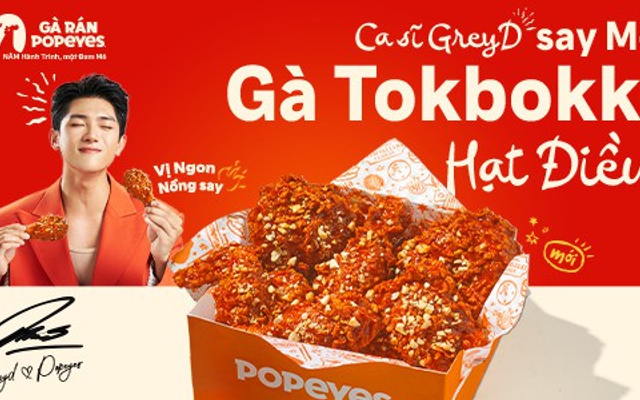 GÀ RÁN
POPEYES
NĂM Hành Trình, một Đam Mê
Ca sĩ GreyD say M
Gà Tokbokk
Hạt Điều
Vị Ngon
Nồng say
mới
POPEYES
Popeyes